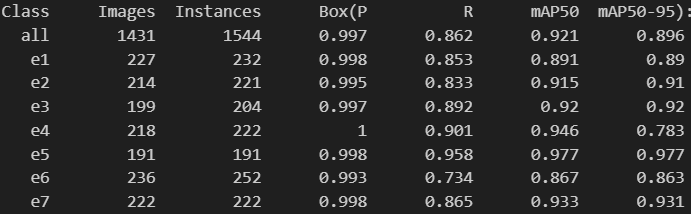 Class Images Instances Box(P R mAP50 mAP50-95):
all 1431 1544 0.997 0.862 0.921 0.896
e1 227 232 0.998 0.853 0.891 0.89
e2 214 221 0.995 0.833 0.915 0.91
e3 199 204 0.997 0.892 0.92 0.92
e4 218 222 1 0.901 0.946 0.783
e5 191 191 0.998 0.958 0.977 0.977
e6 236 252 0.993 0.734 0.867 0.863
e7 222 222 0.998 0.865 0.933 0.931